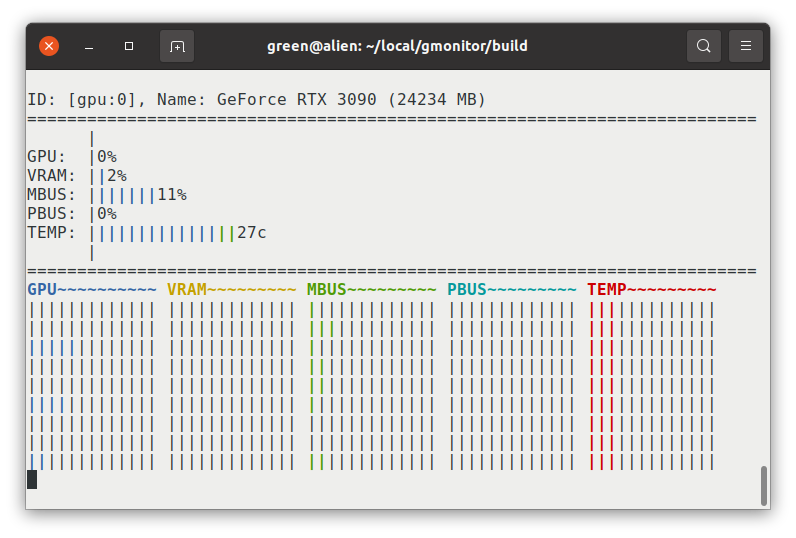 green@alien: ~/local/gmonitor/build
ID: [gpu:0], Name: GeForce RTX 3090 (24234 MB)
=========================================================================
|
GPU: |0%
VRAM: ||2%
MBUS: |||||||11%
PBUS: |0%
TEMP: |||||||||||||||27c
|
=========================================================================
GPU~~~~~~~~~~ VRAM~~~~~~~~~ MBUS~~~~~~~~~ PBUS~~~~~~~~~ TEMP~~~~~~~~~
||||||||||||| ||||||||||||| ||||||||||||| ||||||||||||| |||||||||||||
||||||||||||| ||||||||||||| ||||||||||||| ||||||||||||| |||||||||||||
||||||||||||| ||||||||||||| ||||||||||||| ||||||||||||| |||||||||||||
||||||||||||| ||||||||||||| ||||||||||||| ||||||||||||| |||||||||||||
||||||||||||| ||||||||||||| ||||||||||||| ||||||||||||| |||||||||||||
||||||||||||| ||||||||||||| ||||||||||||| ||||||||||||| |||||||||||||
||||||||||||| ||||||||||||| ||||||||||||| ||||||||||||| |||||||||||||
||||||||||||| ||||||||||||| ||||||||||||| ||||||||||||| |||||||||||||
||||||||||||| ||||||||||||| ||||||||||||| ||||||||||||| |||||||||||||